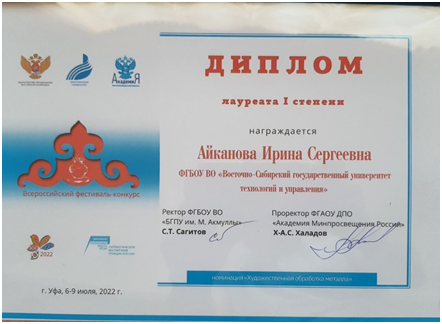 ДИПЛОМ
лауреата I степени
награждается
Айканова Ирина Сергеевна
ФГБОУ ВО «Восточно-Сибирский государственный университет
технологий и управления»
Ректор ФГБОУ ВО
«БГПУ им. М. Акмуллы»
С.Т. Сагитов
Проректор ФГАОУ ДПО
«Академия Минпросвещения России»
Х-А.С. Халадов
номинация «Художественная обработка металла»
АкадемиЯ
Всероссийский фестиваль-конкурс
2022
г. Уфа, 6-9 июля, 2022 г.